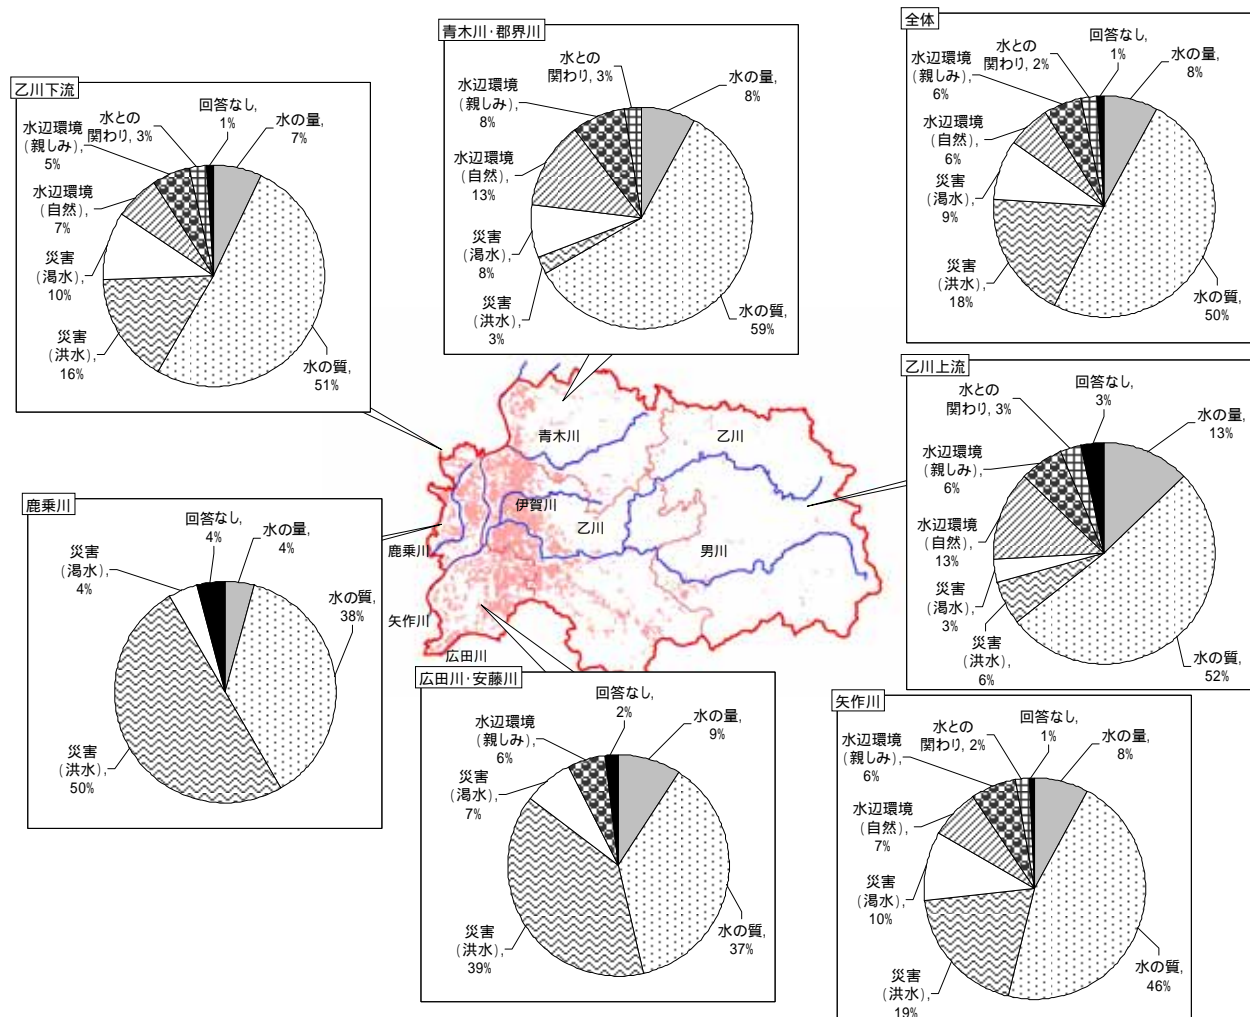 青木川・郡界川
水との
関わり, 3%
水辺環境
(親しみ),
8%
水辺環境
(自然),
13%
災害
(渇水),
8%
災害
(洪水),
3%
水の量,
8%
水の質,
59%
全体
水との
関わり, 2%
回答なし,
1%
水の量,
8%
水辺環境
(親しみ),
6%
水辺環境
(自然),
6%
災害
(渇水),
9%
災害
(洪水),
18%
水の質,
50%
乙川下流
水辺環境
(親しみ),
5%
水との
関わり, 3%
回答なし,
1%
水の量,
7%
水辺環境
(自然),
7%
災害
(渇水),
10%
災害
(洪水),
16%
水の質,
51%
乙川上流
水との
関わり, 3%
回答なし,
3%
水の量,
13%
水辺環境
(親しみ),
6%
水辺環境
(自然),
13%
災害
(渇水),
3%
災害
(洪水),
6%
水の質,
52%
青木川
乙川
伊賀川
乙川
男川
鹿乗川
矢作川
広田川
鹿乗川
災害
(渇水),
4%
回答なし,
4%
水の量,
4%
水の質,
38%
災害
(洪水),
50%
広田川・安藤川
水辺環境
(親しみ),
6%
回答なし,
2%
水の量,
9%
災害
(渇水),
7%
災害
(洪水),
39%
水の質,
37%
矢作川
水との
関わり, 2%
回答なし,
1%
水の量,
8%
水辺環境
(親しみ),
6%
水辺環境
(自然),
7%
災害
(渇水),
10%
災害
(洪水),
19%
水の質,
46%